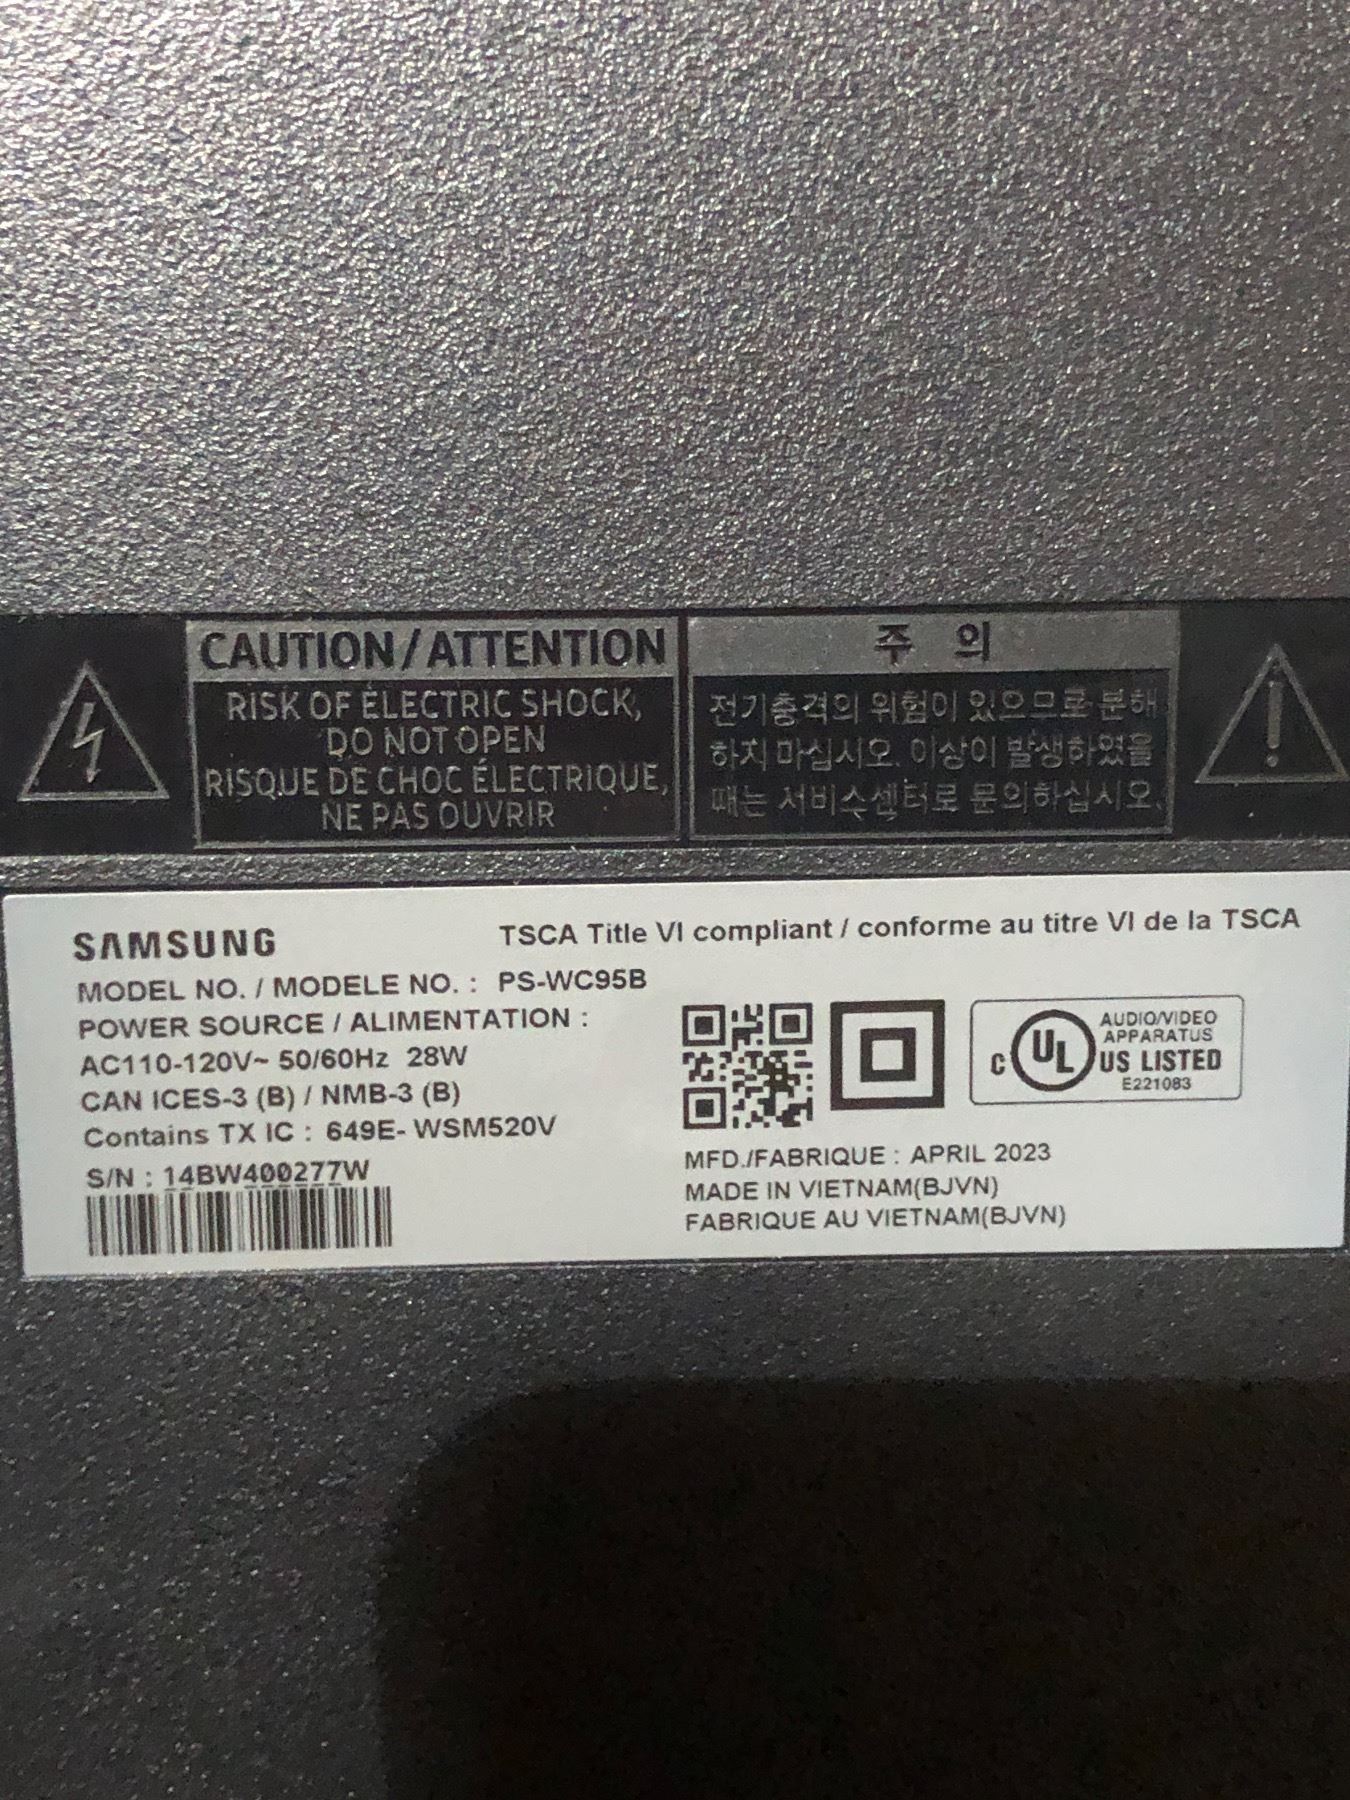 CAUTION/ATTENTION
RISK OF ÉLECTRIC SHOCK,
DO NOT OPEN
RISQUE DE CHOC ÉLECTRIQUE,
NE PAS OUVRIR
주 의
전기충격의 위험이 있으므로 분해
하지 마십시오. 이상이 발생하였을
때는 서비스센터로 문의하십시오.
SAMSUNG
TSCA Title VI compliant / conforme au titre VI de la TSCA
MODEL NO. / MODELE NO. : PS-WC95B
POWER SOURCE / ALIMENTATION :
AC110-120V~ 50/60Hz 28W
CAN ICES-3 (B) / NMB-3 (B)
Contains TX IC : 649E- WSM520V
S/N : 14BW400277W
C UL US LISTED
AUDIO/VIDEO
APPARATUS
E221083
MFD./FABRIQUE : APRIL 2023
MADE IN VIETNAM(BJVN)
FABRIQUE AU VIETNAM(BJVN)